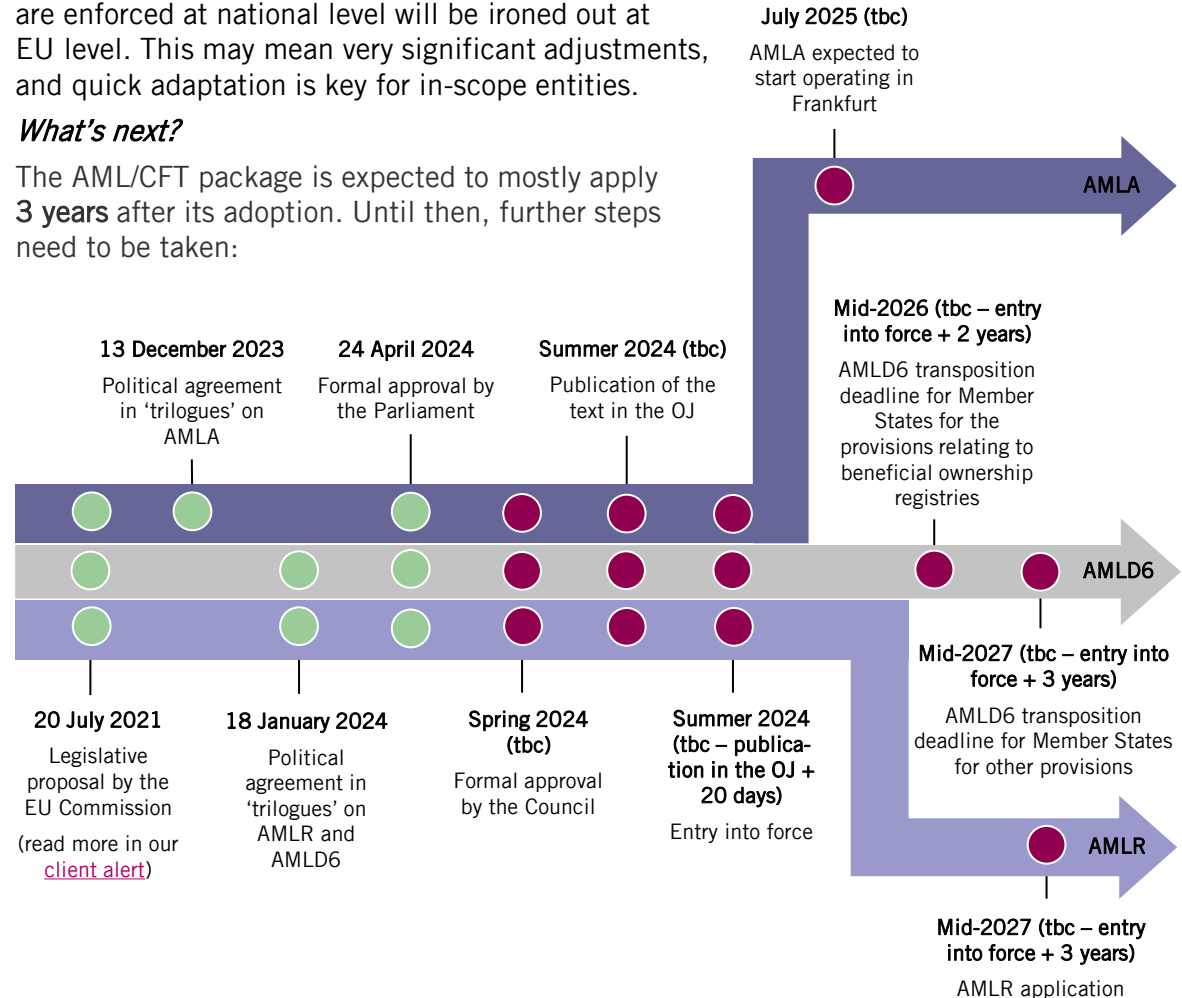 are enforced at national level will be ironed out at
EU level. This may mean very significant adjustments,
and quick adaptation is key for in-scope entities.
What's next?
The AML/CFT package is expected to mostly apply
3 years after its adoption. Until then, further steps
need to be taken:
July 2025 (tbc)
AMLA expected to
start operating in
Frankfurt
AMLA
13 December 2023
Political agreement
in ‘trilogues’ on
AMLA
24 April 2024
Formal approval by
the Parliament
Summer 2024 (tbc)
Publication of the
text in the OJ
Mid-2026 (tbc – entry
into force + 2 years)
AMLD6 transposition
deadline for Member
States for the
provisions relating to
beneficial ownership
registries
AMLD6
20 July 2021
Legislative
proposal by the
EU Commission
(read more in our
client alert)
18 January 2024
Political
agreement in
‘trilogues’ on
AMLR and
AMLD6
Spring 2024
(tbc)
Formal approval
by the Council
Summer 2024
(tbc – publica-
tion in the OJ +
20 days)
Entry into force
Mid-2027 (tbc – entry into
force + 3 years)
AMLD6 transposition
deadline for Member States
for other provisions
AMLR
Mid-2027 (tbc – entry
into force + 3 years)
AMLR application